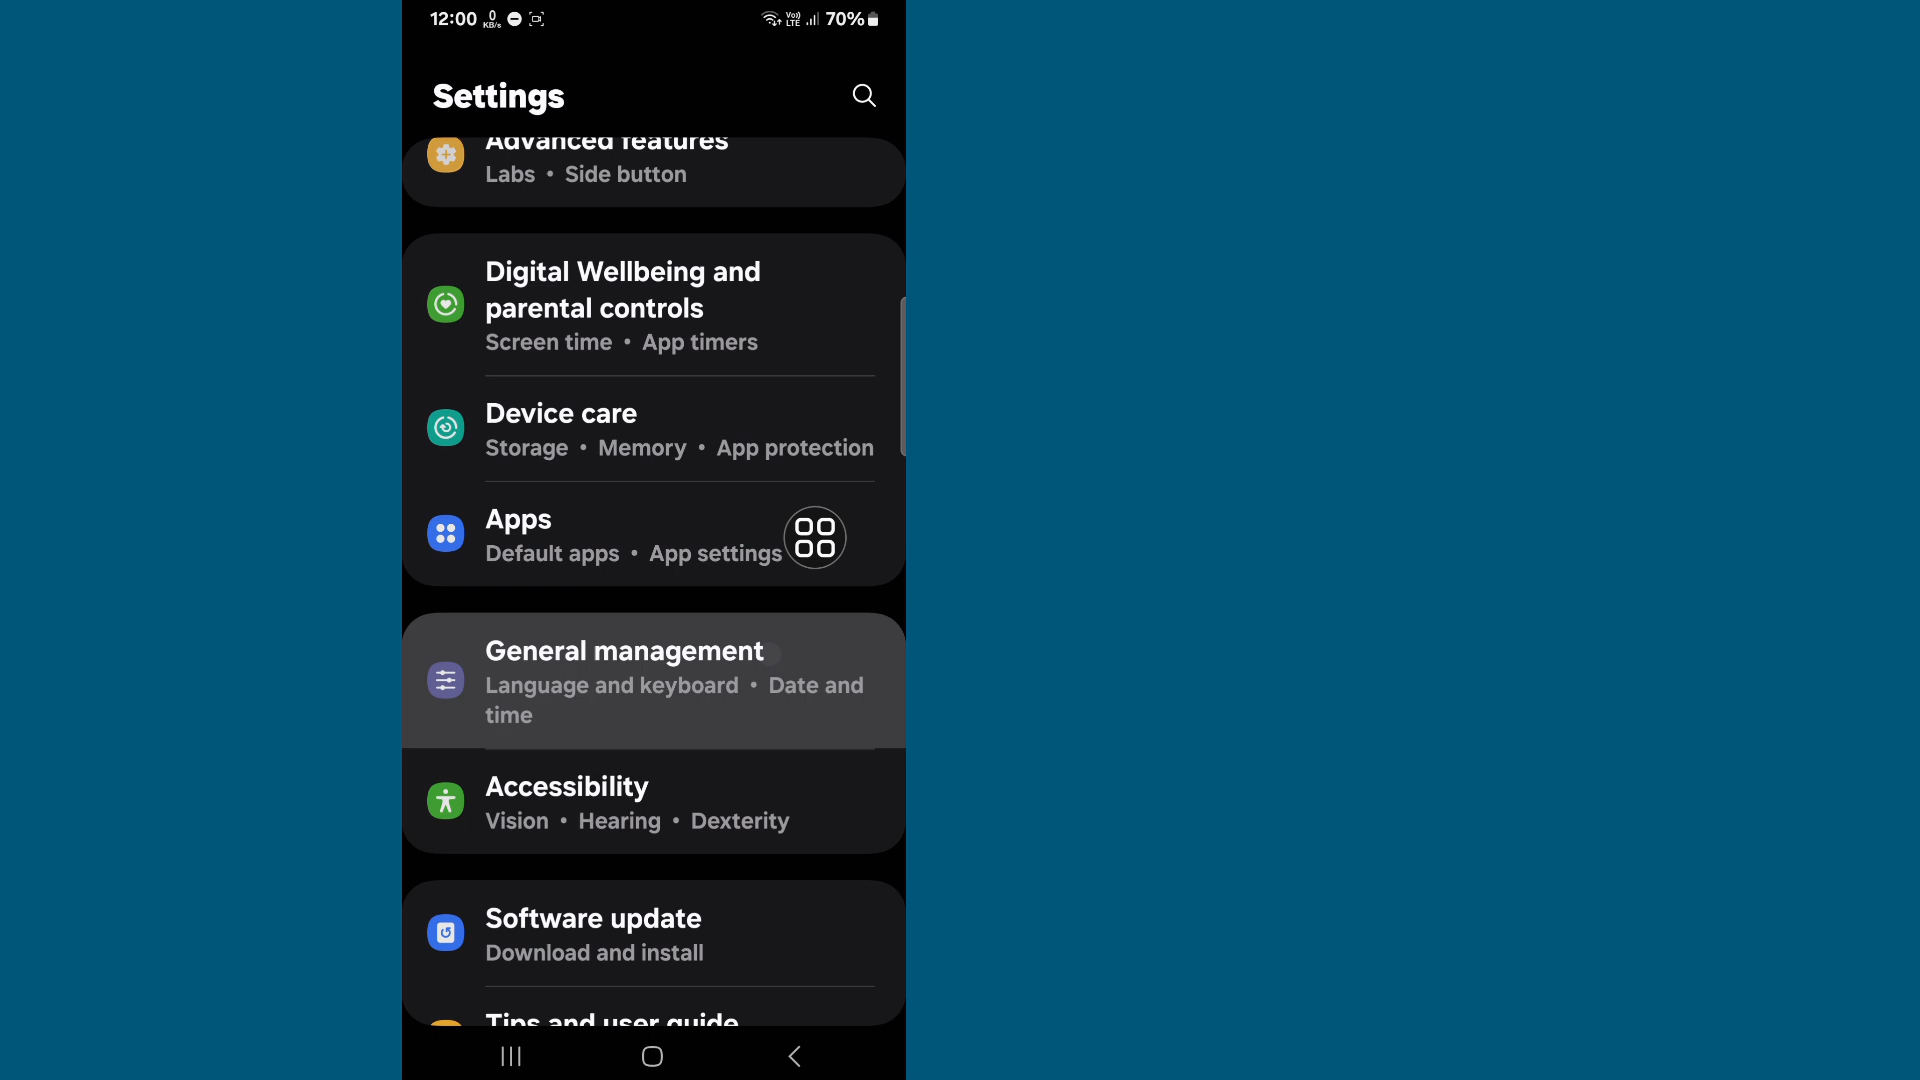 12:00 0 KB/s Vo)) LTE 70%
Settings
Advanced features
Labs • Side button
Digital Wellbeing and
parental controls
Screen time • App timers
Device care
Storage • Memory • App protection
Apps
Default apps • App settings
General management
Language and keyboard • Date and
time
Accessibility
Vision • Hearing • Dexterity
Software update
Download and install
Tips and user guide